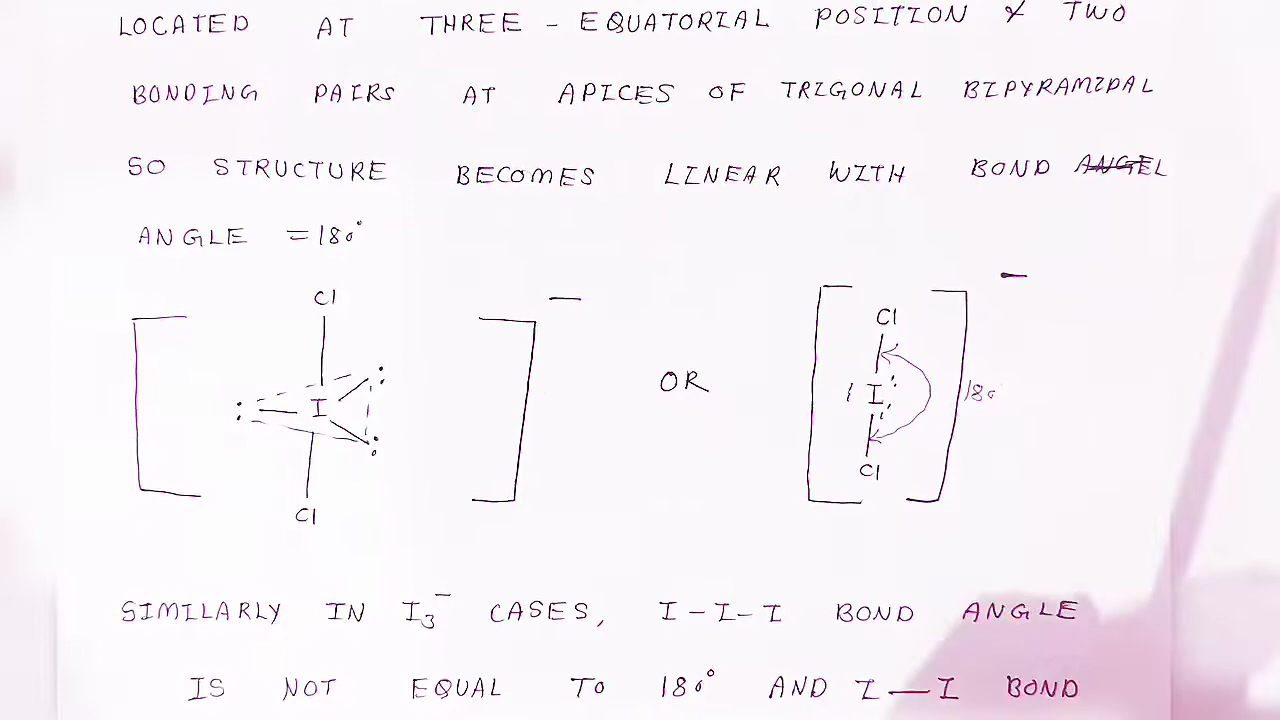 LOCATED AT THREE - EQUATORIAL POSITION & TWO
BONDING PAIRS AT APICES OF TRIGONAL BIPYRAMIDAL
SO STRUCTURE BECOMES LINEAR WITH BOND ANGEL
ANGLE = 180°
Cl
I
Cl
−
OR
Cl
I
180
Cl
−
SIMILARLY IN I3⁻ CASES, I-I-I BOND ANGLE
IS NOT EQUAL TO 180° AND I—I BOND